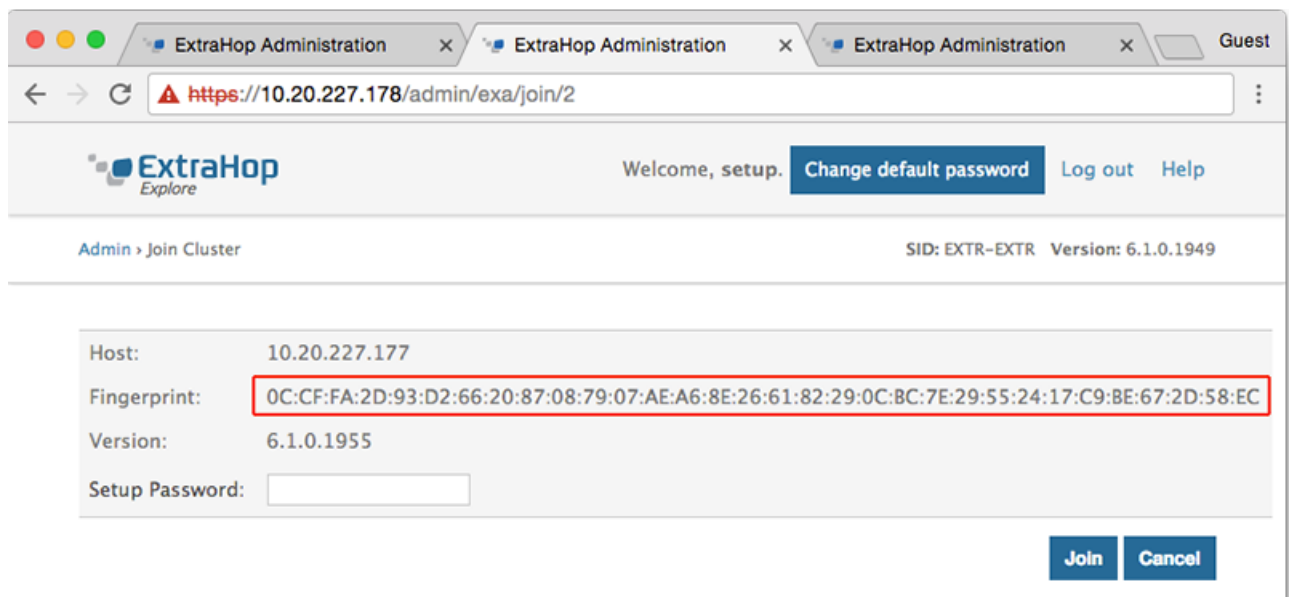 ExtraHop Administration × ExtraHop Administration × ExtraHop Administration × Guest
https://10.20.227.178/admin/exa/join/2
ExtraHop
Explore
Welcome, setup. Change default password Log out Help
Admin › Join Cluster SID: EXTR-EXTR Version: 6.1.0.1949
Host: 10.20.227.177
Fingerprint: 0C:CF:FA:2D:93:D2:66:20:87:08:79:07:AE:A6:8E:26:61:82:29:0C:BC:7E:29:55:24:17:C9:BE:67:2D:58:EC
Version: 6.1.0.1955
Setup Password:
Join Cancel